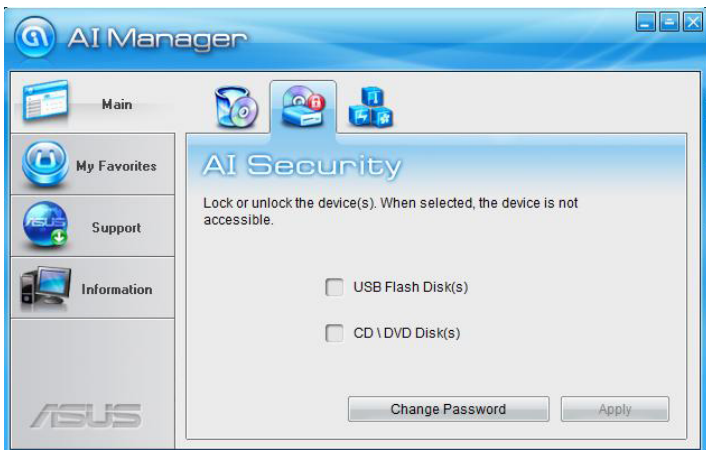 AI Manager
Main
My Favorites
Support
Information
AI Security
Lock or unlock the device(s). When selected, the device is not
accessible.
USB Flash Disk(s)
CD \ DVD Disk(s)
Change Password
Apply
ASUS
ASUS